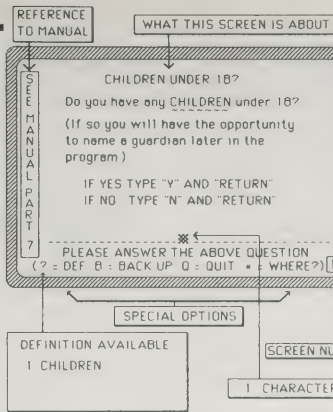 REFERENCE
TO MANUAL
WHAT THIS SCREEN IS ABOUT
SEE MANUAL PART 7
CHILDREN UNDER 18?
Do you have any CHILDREN under 18?
(If so you will have the opportunity
to name a guardian later in the
program)
IF YES TYPE "Y" AND "RETURN"
IF NO TYPE "N" AND "RETURN"
PLEASE ANSWER THE ABOVE QUESTION
(? = DEF B = BACK UP Q = QUIT * = WHERE?)
SPECIAL OPTIONS
DEFINITION AVAILABLE
1 CHILDREN
SCREEN
1 CHARACTER